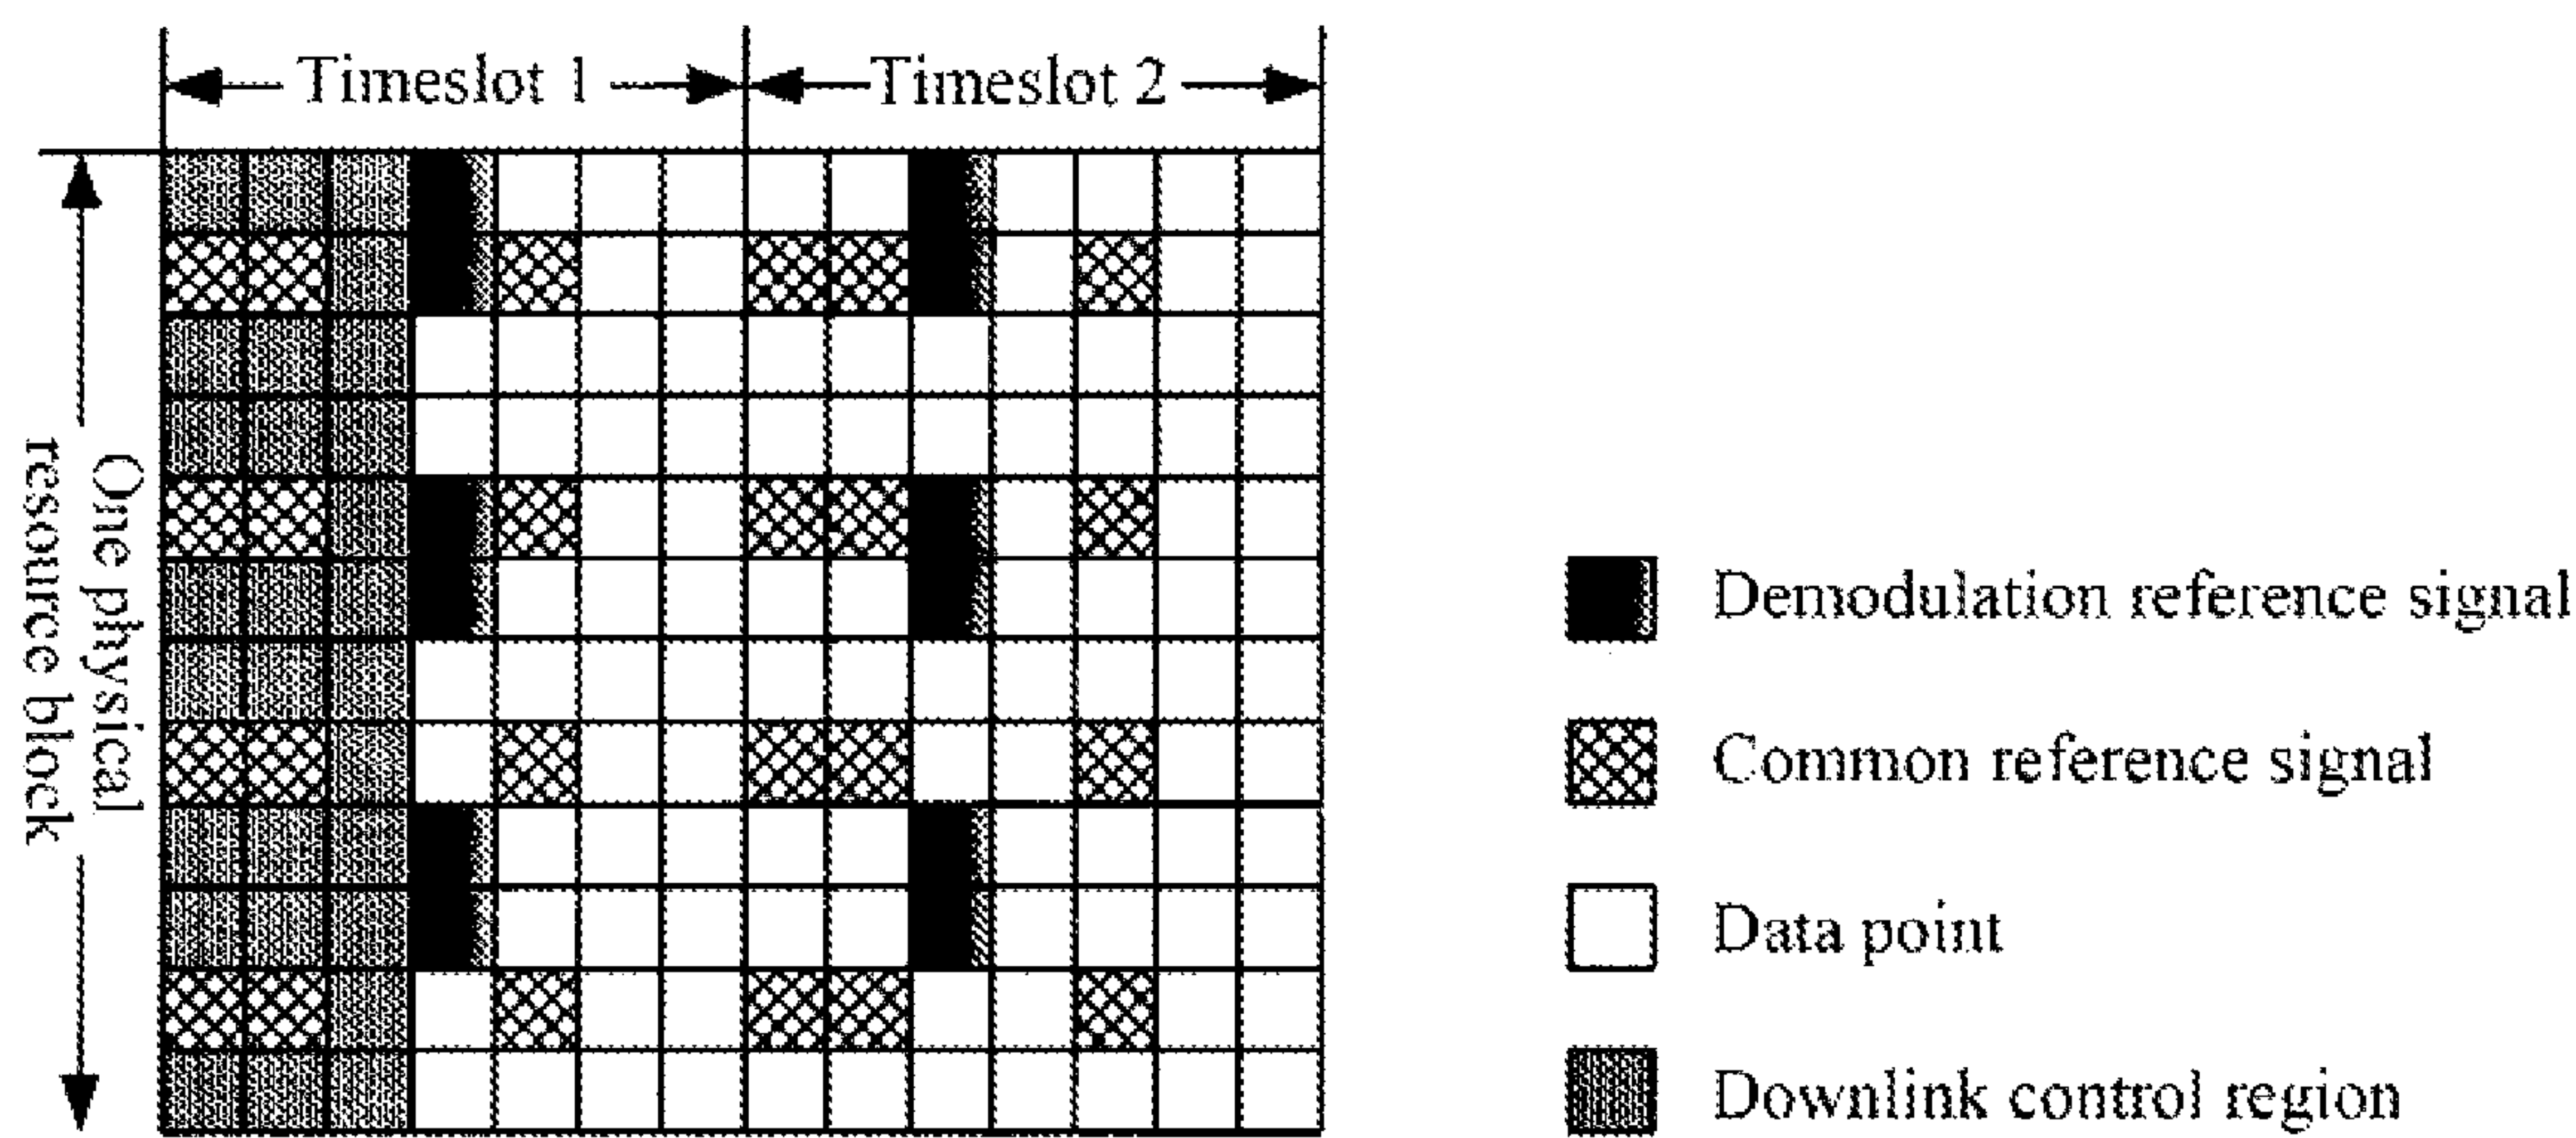 Timeslot 1
Timeslot 2
One physical
resource block
Demodulation reference signal
Common reference signal
Data point
Downlink control region